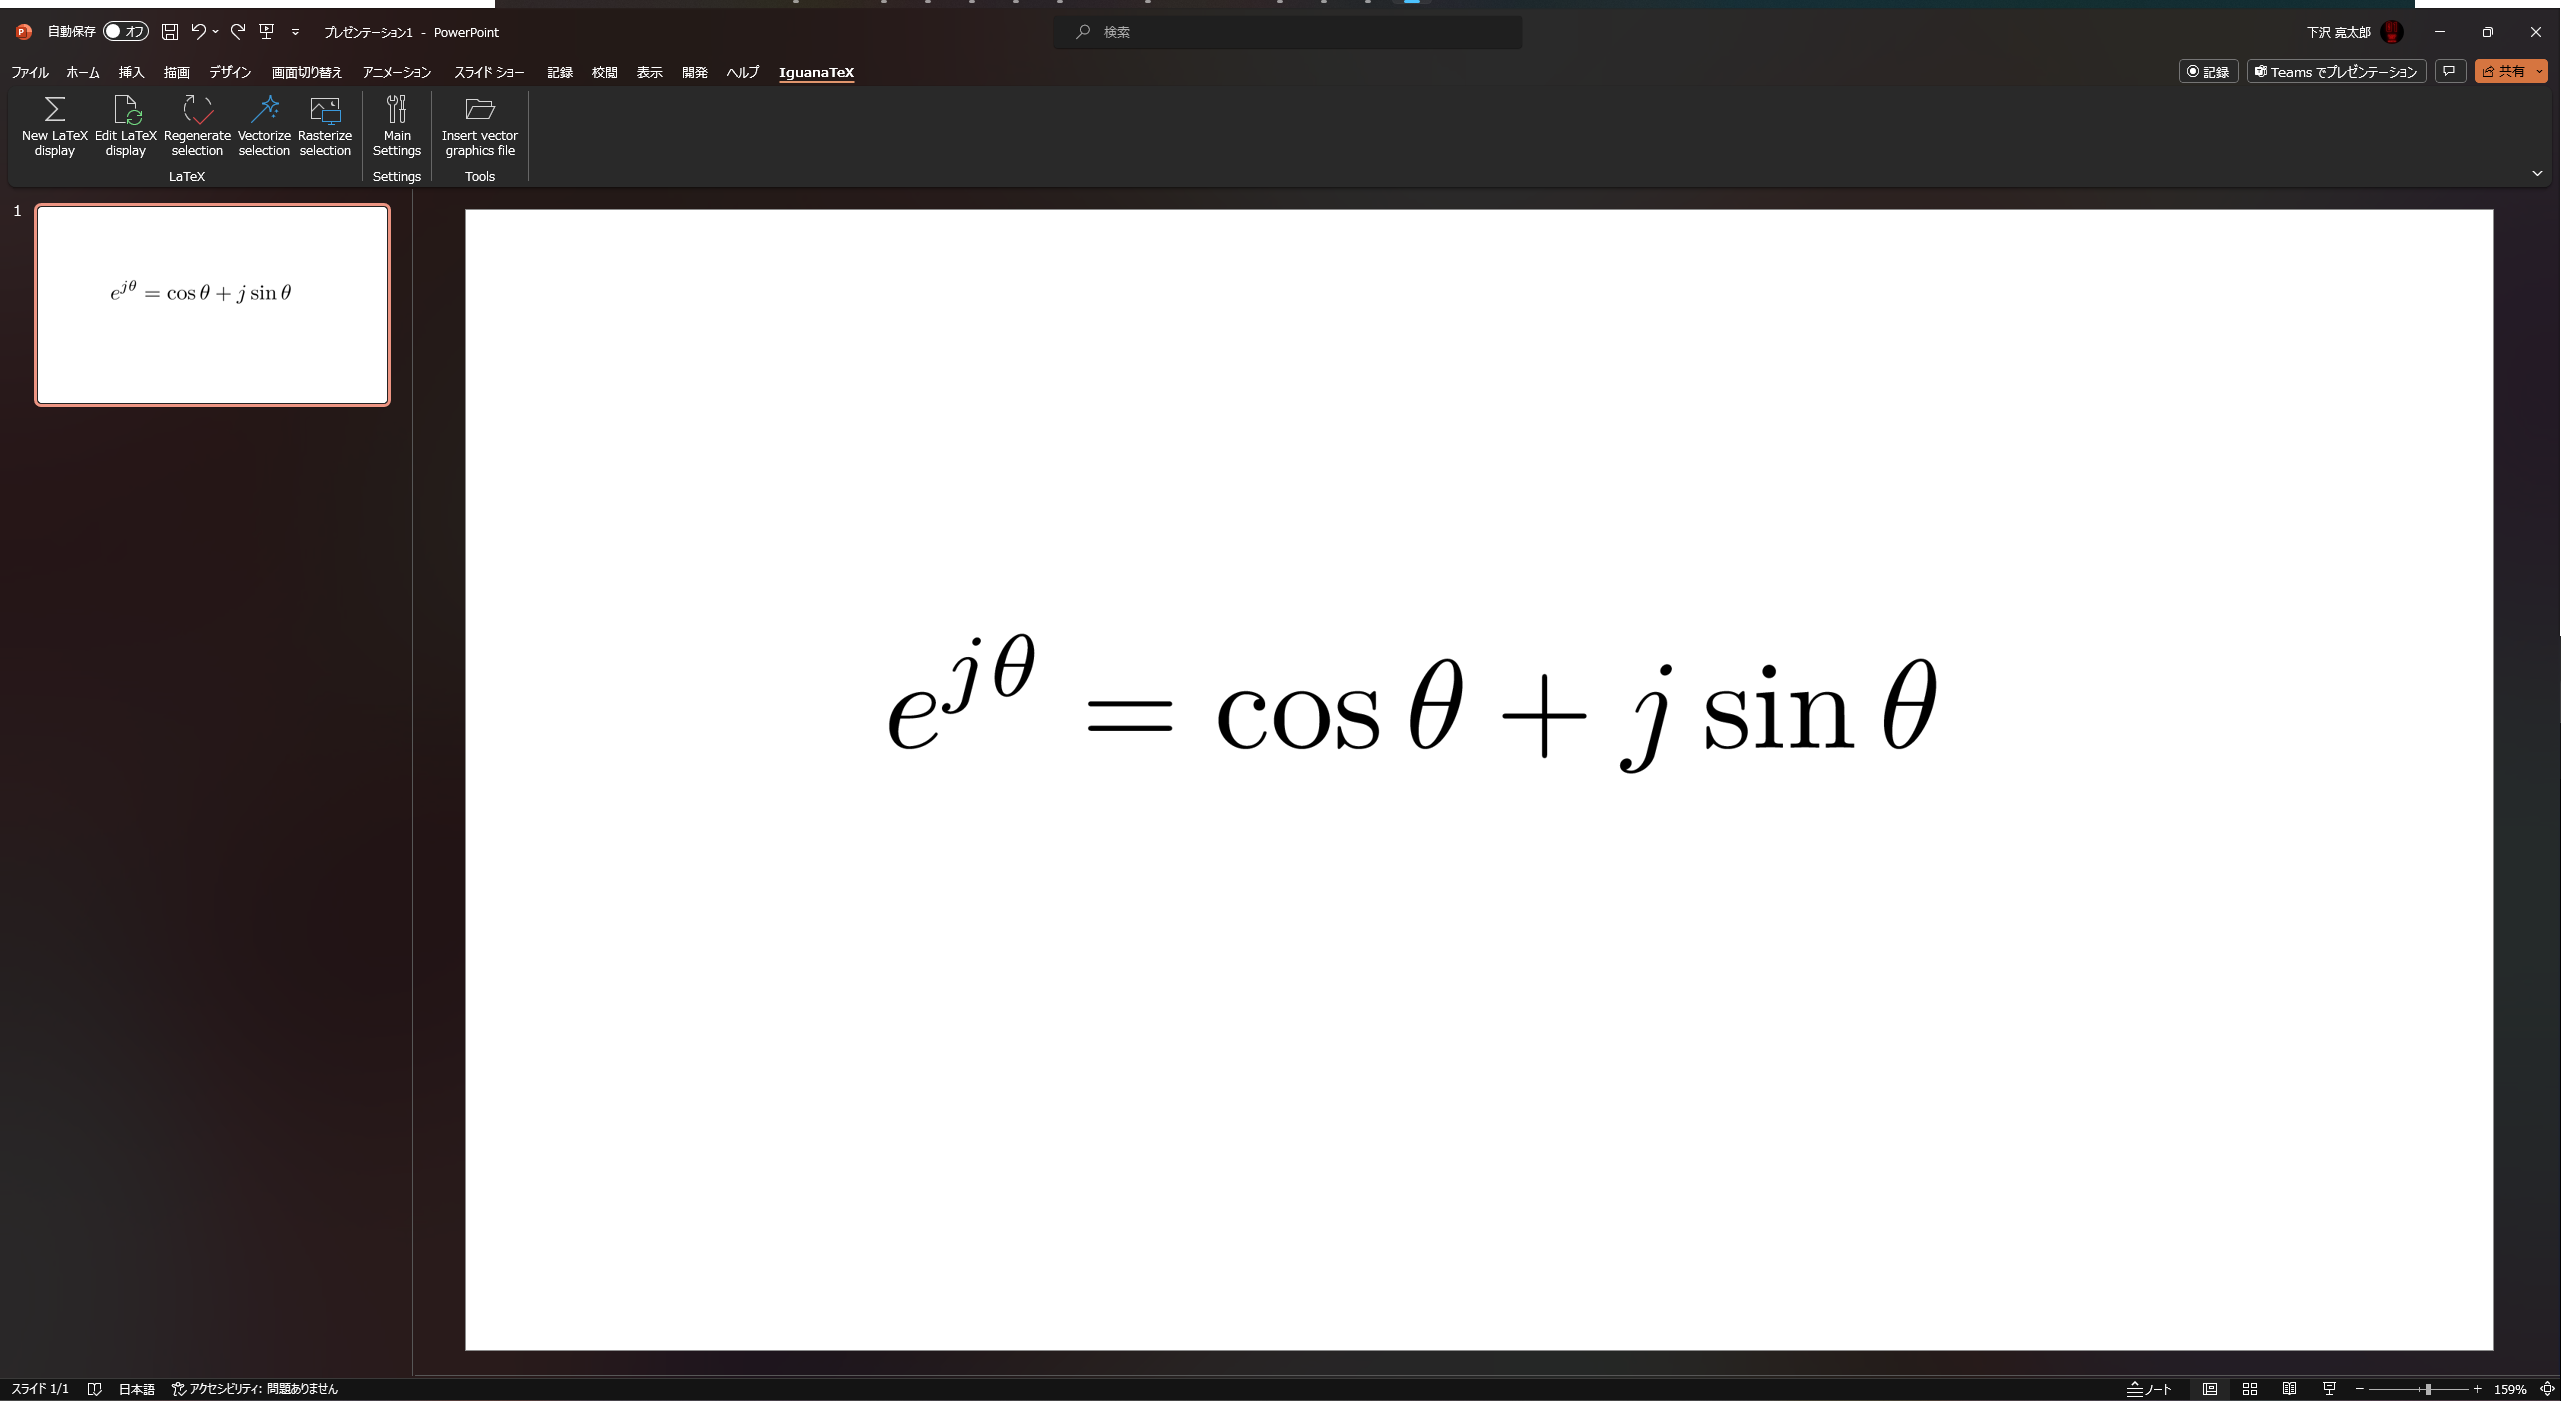 自動保存 オフ プレゼンテーション1 - PowerPoint 検索 下沢 亮太郎
ファイル ホーム 挿入 描画 デザイン 画面切り替え アニメーション スライド ショー 記録 校閲 表示 開発 ヘルプ IguanaTeX 記録 Teams でプレゼンテーション 共有
New LaTeX display Edit LaTeX display Regenerate selection Vectorize selection Rasterize selection Main Settings Insert vector graphics file
LaTeX Settings Tools
1
e^{jθ} = cos θ + j sin θ
e^{jθ} = cos θ + j sin θ
スライド 1/1 日本語 アクセシビリティ: 問題ありません ノート 159%